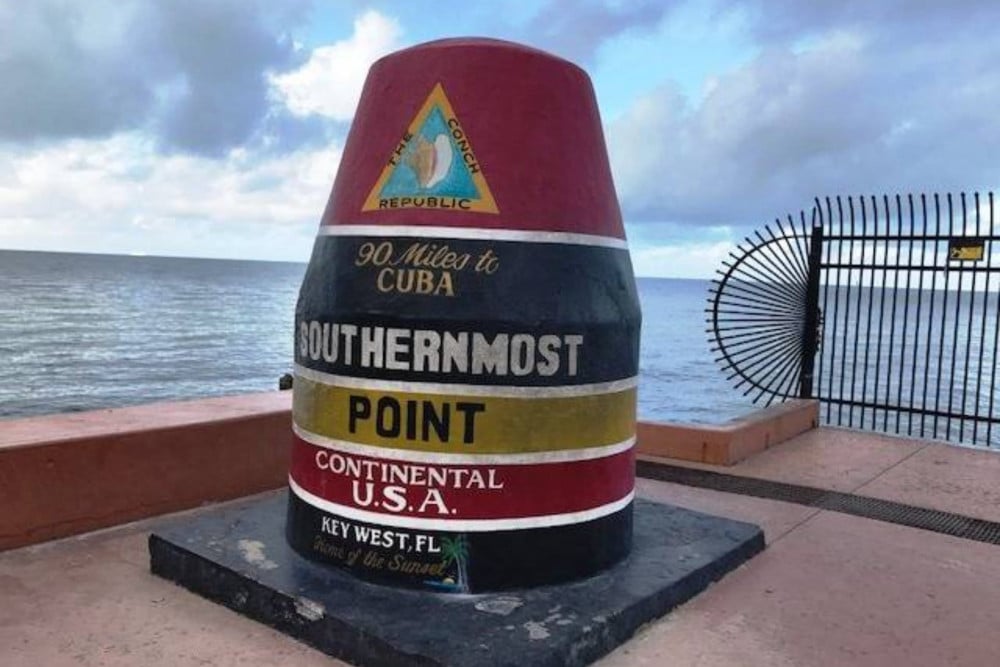 THE CONCH
REPUBLIC
90 Miles to
CUBA
SOUTHERNMOST
POINT
CONTINENTAL
U.S.A.
KEY WEST, FL
Home of the Sunset